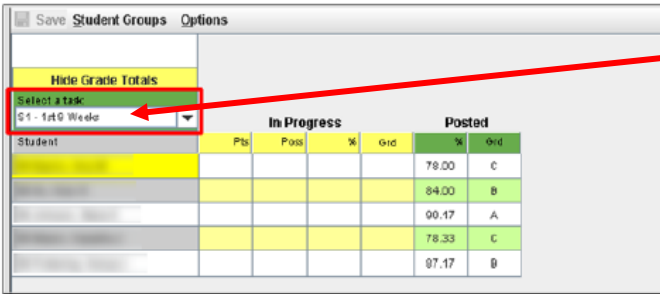 Save Student Groups Options
Hide Grade Totals
Select a task
S1 - 1st 9 Weeks
In Progress Posted
Student Pts Poss % Grd % Grd
78.00 C
84.00 B
90.17 A
78.33 C
87.17 B